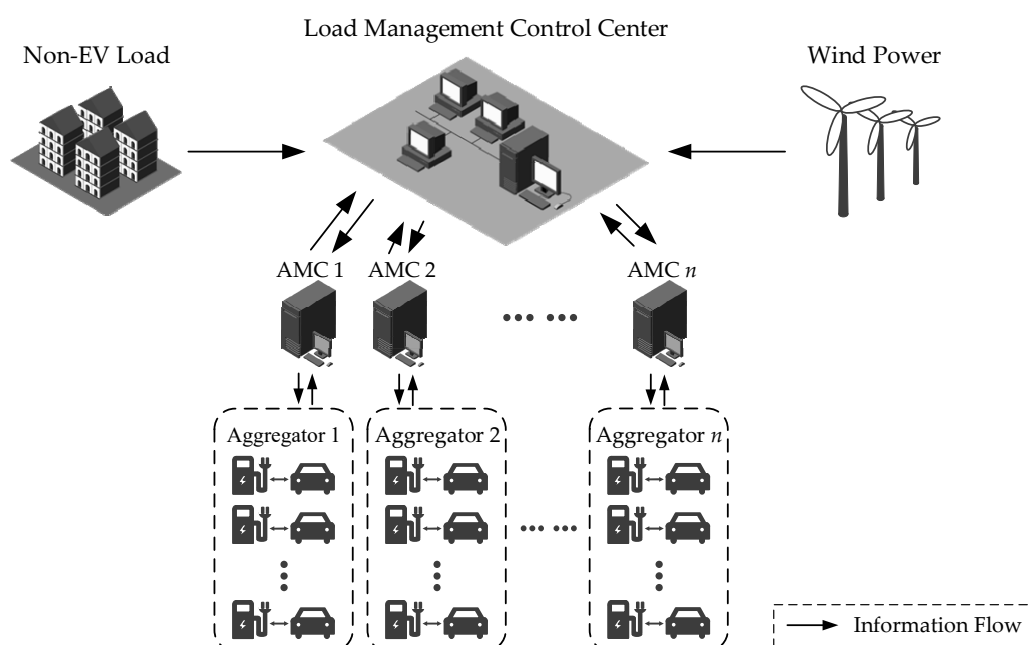 Load Management Control Center
Non-EV Load
Wind Power
AMC 1
AMC 2
AMC n
Aggregator 1
Aggregator 2
Aggregator n
Information Flow